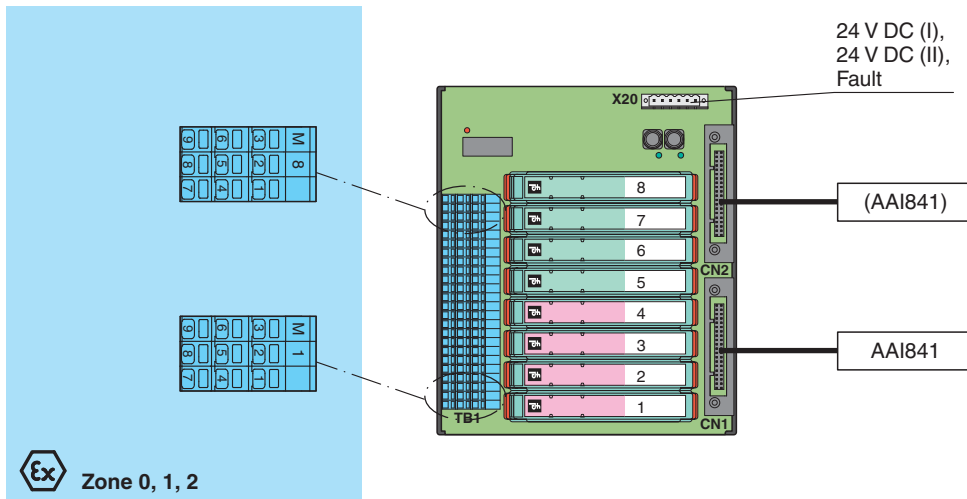 24 V DC (I),
24 V DC (II),
Fault
X20
9 6 3 M
8 5 2 8
7 4 1
8
7
6
5
4
3
2
1
(AAI841)
CN2
9 6 3 M
8 5 2 1
7 4 1
AAI841
TB1
CN1
Ex Zone 0, 1, 2